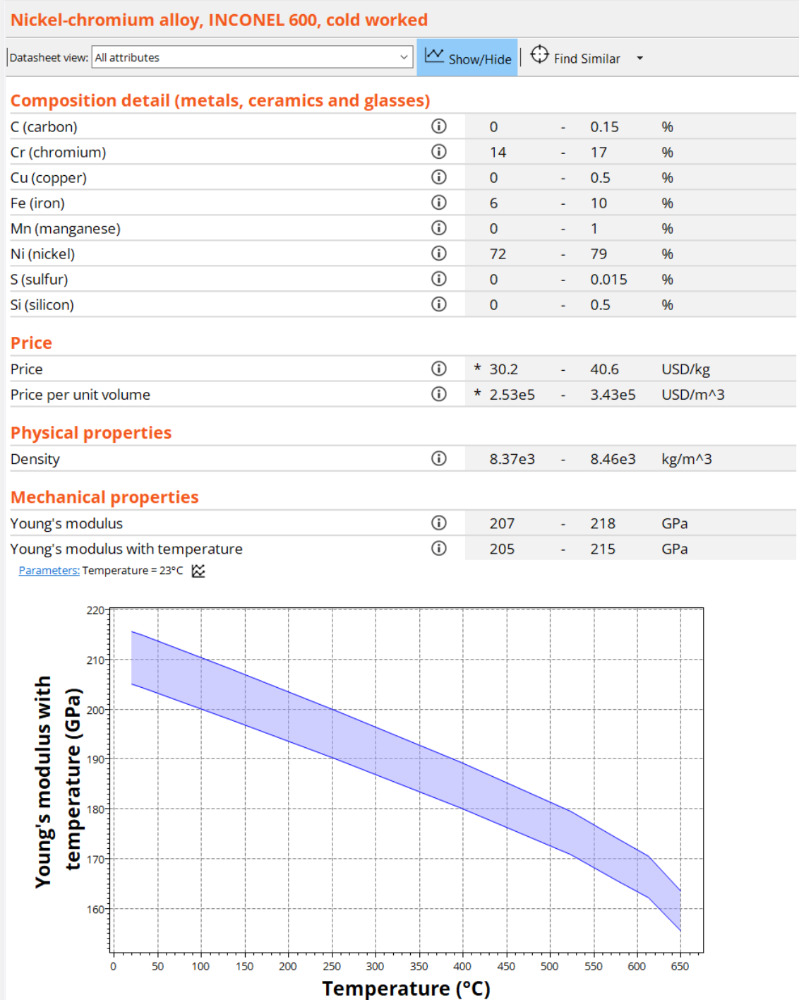 Nickel-chromium alloy, INCONEL 600, cold worked
Datasheet view: All attributes Show/Hide Find Similar
Composition detail (metals, ceramics and glasses)
C (carbon) 0 - 0.15 %
Cr (chromium) 14 - 17 %
Cu (copper) 0 - 0.5 %
Fe (iron) 6 - 10 %
Mn (manganese) 0 - 1 %
Ni (nickel) 72 - 79 %
S (sulfur) 0 - 0.015 %
Si (silicon) 0 - 0.5 %
Price
Price * 30.2 - 40.6 USD/kg
Price per unit volume * 2.53e5 - 3.43e5 USD/m^3
Physical properties
Density 8.37e3 - 8.46e3 kg/m^3
Mechanical properties
Young's modulus 207 - 218 GPa
Young's modulus with temperature 205 - 215 GPa
Parameters: Temperature = 23°C
Young's modulus with
temperature (GPa)
220
210
200
190
180
170
160
0 50 100 150 200 250 300 350 400 450 500 550 600 650
Temperature (°C)